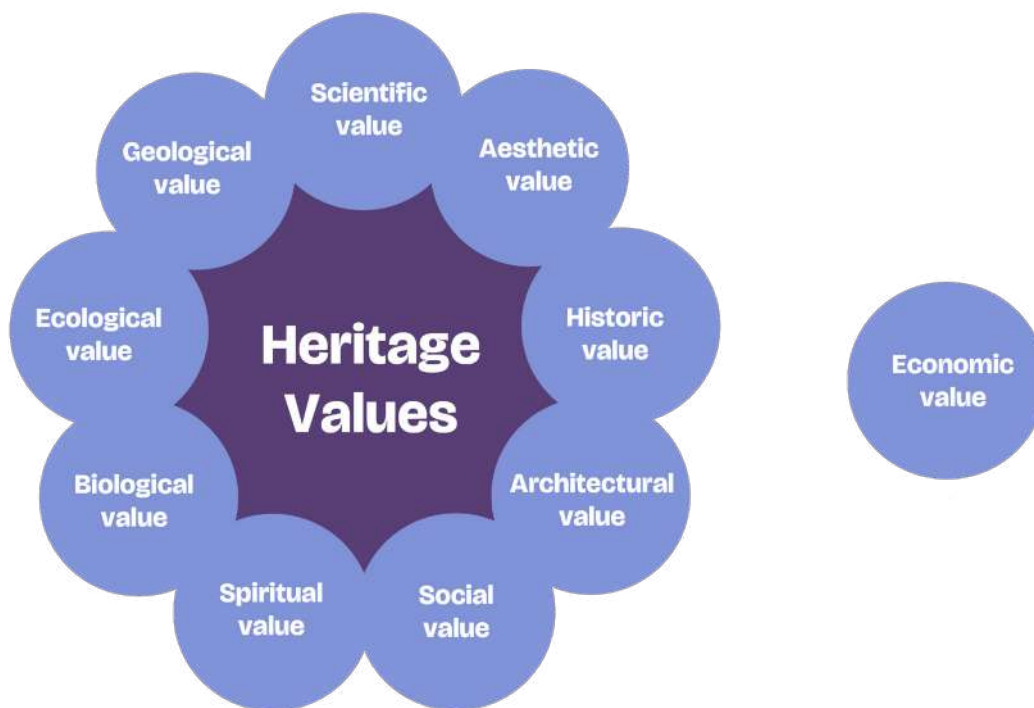 Scientific
value
Aesthetic
value
Historic
value
Architectural
value
Social
value
Spiritual
value
Biological
value
Ecological
value
Geological
value
Heritage
Values
Economic
value